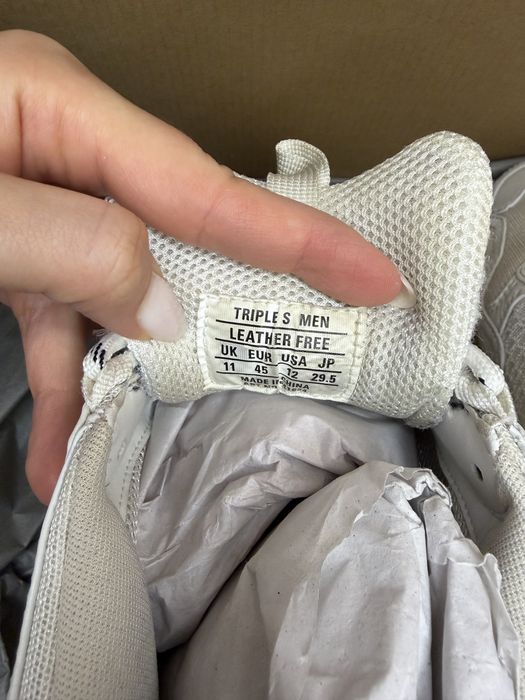 TRIPLE S MEN
LEATHER FREE
UK EUR USA JP
11 45 12 29.5
MADE IN CHINA